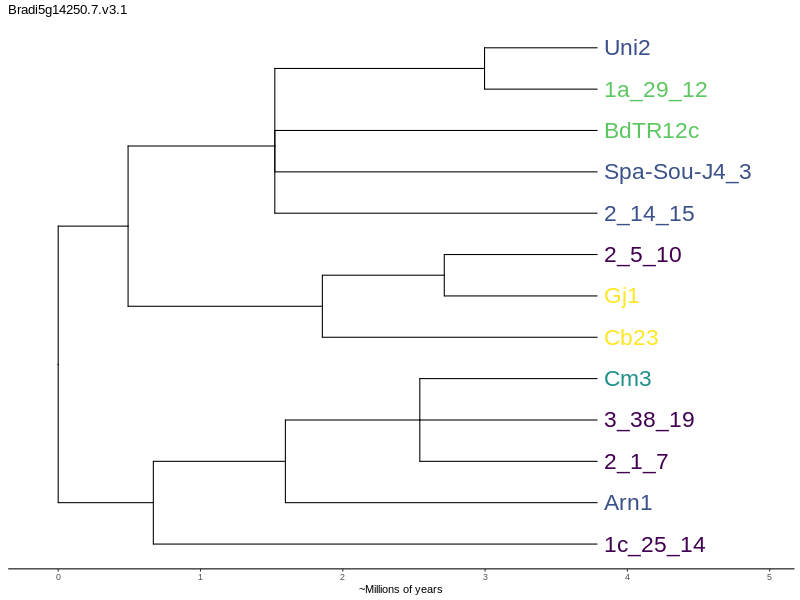 Bradi5g14250.7.v3.1
Uni2
1a_29_12
BdTR12c
Spa-Sou-J4_3
2_14_15
2_5_10
Gj1
Cb23
Cm3
3_38_19
2_1_7
Arn1
1c_25_14
0 1 2 3 4 5
~Millions of years